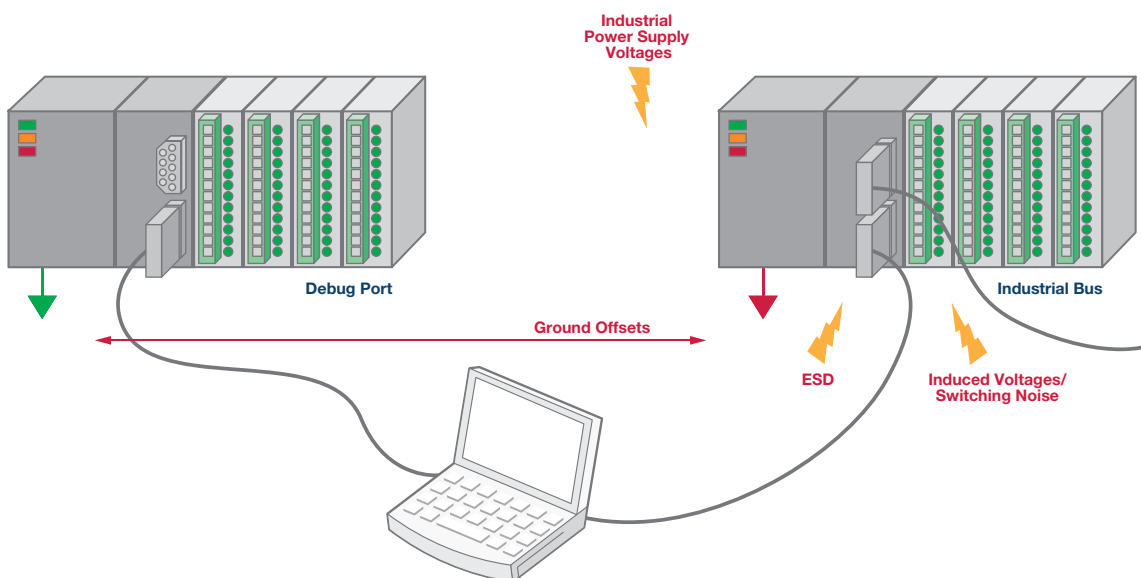 Industrial
Power Supply
Voltages
Debug Port
Industrial Bus
Ground Offsets
ESD
Induced Voltages/
Switching Noise